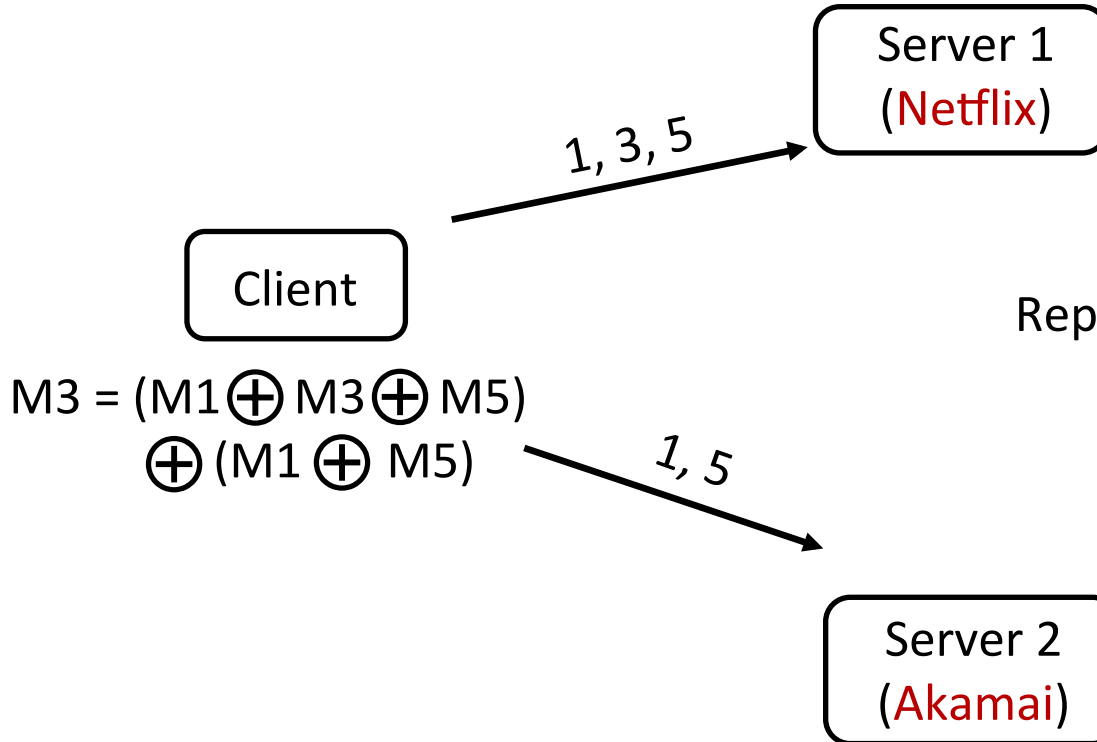 Server 1
(Netflix)
1, 3, 5
Client
Rep
M3 = (M1 ⊕ M3 ⊕ M5)
⊕ (M1 ⊕ M5)
1, 5
Server 2
(Akamai)